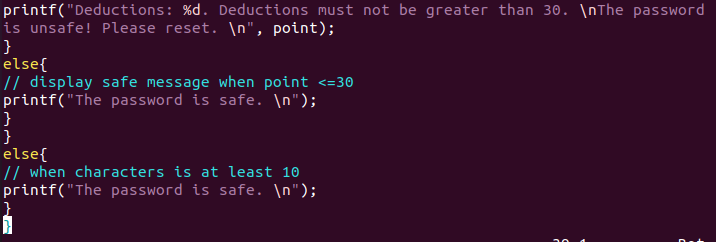 printf("Deductions: %d. Deductions must not be greater than 30. \nThe password
is unsafe! Please reset. \n", point);
}
else{
// display safe message when point <=30
printf("The password is safe. \n");
}
}
else{
// when characters is at least 10
printf("The password is safe. \n");
}
}